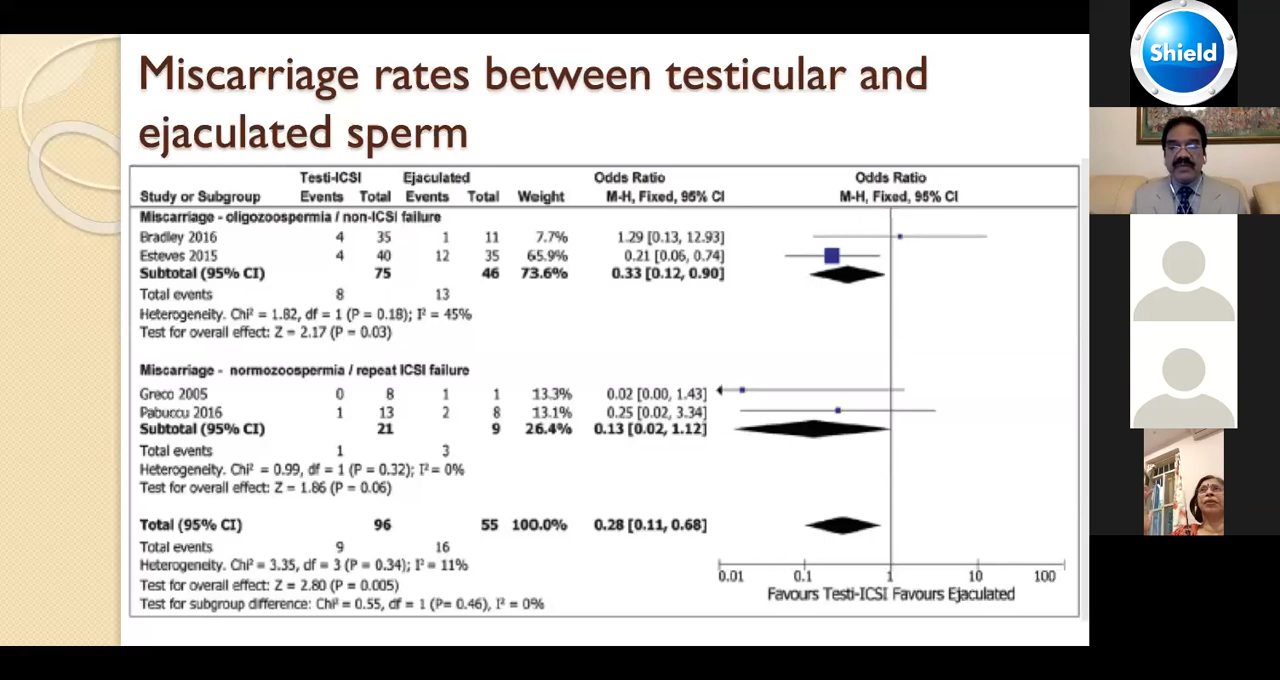 Miscarriage rates between testicular and
ejaculated sperm
Testi-ICSI Ejaculated Odds Ratio Odds Ratio
Study or Subgroup Events Total Events Total Weight M-H, Fixed, 95% CI M-H, Fixed, 95% CI
Miscarriage - oligozoospermia / non-ICSI failure
Bradley 2016 4 35 1 11 7.7% 1.29 [0.13, 12.93]
Esteves 2015 4 40 12 35 65.9% 0.21 [0.06, 0.74]
Subtotal (95% CI) 75 46 73.6% 0.33 [0.12, 0.90]
Total events 8 13
Heterogeneity. Chi² = 1.82, df = 1 (P = 0.18); I² = 45%
Test for overall effect: Z = 2.17 (P = 0.03)
Miscarriage - normozoospermia / repeat ICSI failure
Greco 2005 0 8 1 1 13.3% 0.02 [0.00, 1.43]
Pabuccu 2016 1 13 2 8 13.1% 0.25 [0.02, 3.34]
Subtotal (95% CI) 21 9 26.4% 0.13 [0.02, 1.12]
Total events 1 3
Heterogeneity. Chi² = 0.99, df = 1 (P = 0.32); I² = 0%
Test for overall effect: Z = 1.86 (P = 0.06)
Total (95% CI) 96 55 100.0% 0.28 [0.11, 0.68]
Total events 9 16
Heterogeneity. Chi² = 3.35, df = 3 (P = 0.34); I² = 11%
Test for overall effect: Z = 2.80 (P = 0.005)
Test for subgroup difference: Chi² = 0.55, df = 1 (P= 0.46), I² = 0%
0.01 0.1 1 10 100
Favours Testi-ICSI Favours Ejaculated
Shield